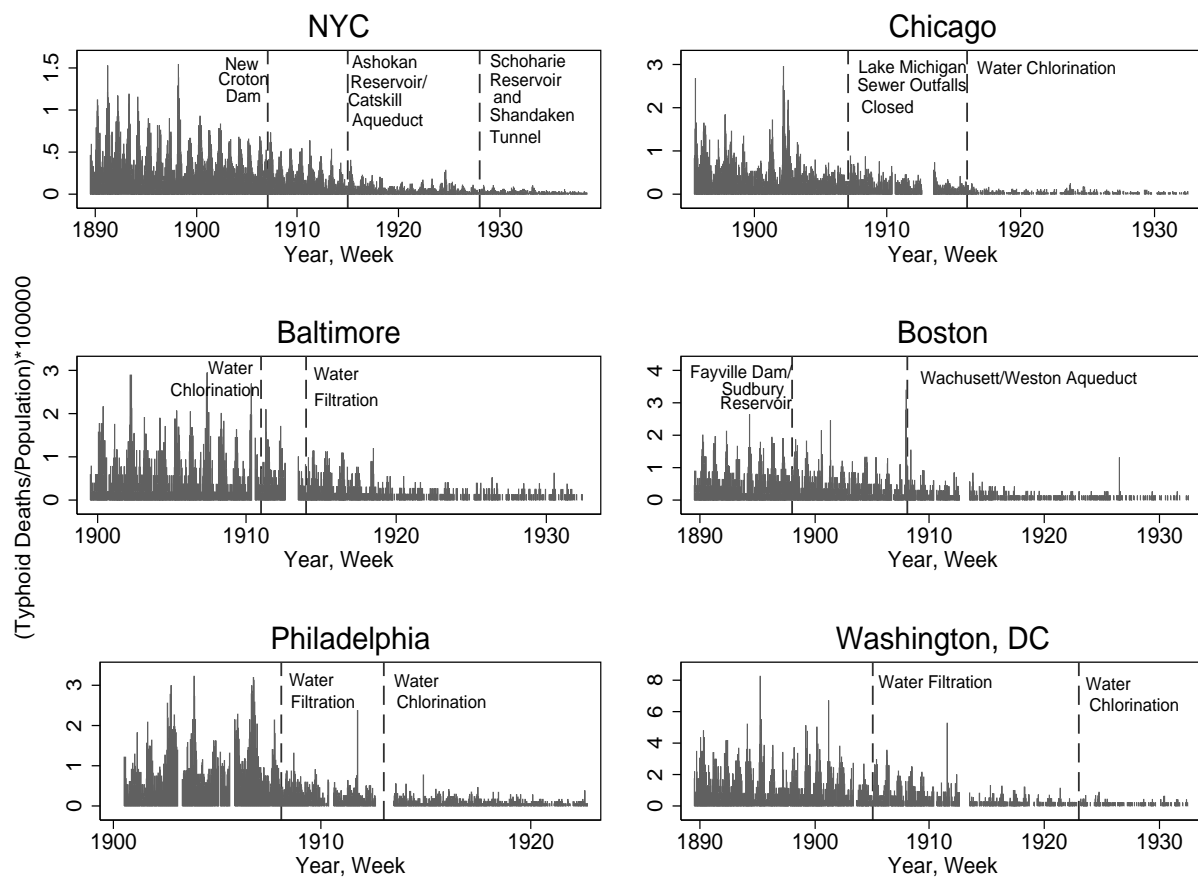 (Typhoid Deaths/Population)*100000
NYC
1.5
1
.5
0
New
Croton
Dam
Ashokan
Reservoir/
Catskill
Aqueduct
Schoharie
Reservoir
and
Shandaken
Tunnel
1890 1900 1910 1920 1930
Year, Week
Chicago
3
2
1
0
Lake Michigan
Sewer Outfalls
Closed
Water Chlorination
1900 1910 1920 1930
Year, Week
Baltimore
3
2
1
0
Water
Chlorination
Water
Filtration
1900 1910 1920 1930
Year, Week
Boston
4
3
2
1
0
Fayville Dam/
Sudbury
Reservoir
Wachusett/Weston Aqueduct
1890 1900 1910 1920 1930
Year, Week
Philadelphia
3
2
1
0
Water
Filtration
Water
Chlorination
1900 1910 1920
Year, Week
Washington, DC
8
6
4
2
0
Water Filtration
Water
Chlorination
1890 1900 1910 1920 1930
Year, Week